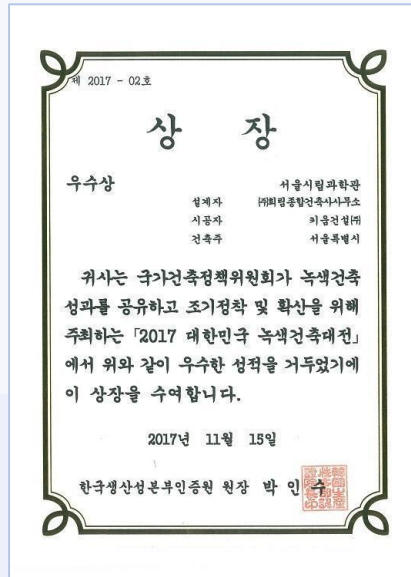 제 2017 - 02호
상 장
우수상 서울시립과학관
설계자 (주)희림종합건축사사무소
시공자 키움건설(주)
건축주 서울특별시
귀사는 국가건축정책위원회가 녹색건축
성과를 공유하고 조기정착 및 확산을 위해
주최하는 「2017 대한민국 녹색건축대전」
에서 위와 같이 우수한 성적을 거두었기에
이 상장을 수여합니다.
2017년 11월 15일
한국생산성본부인증원 원장 박 인 수